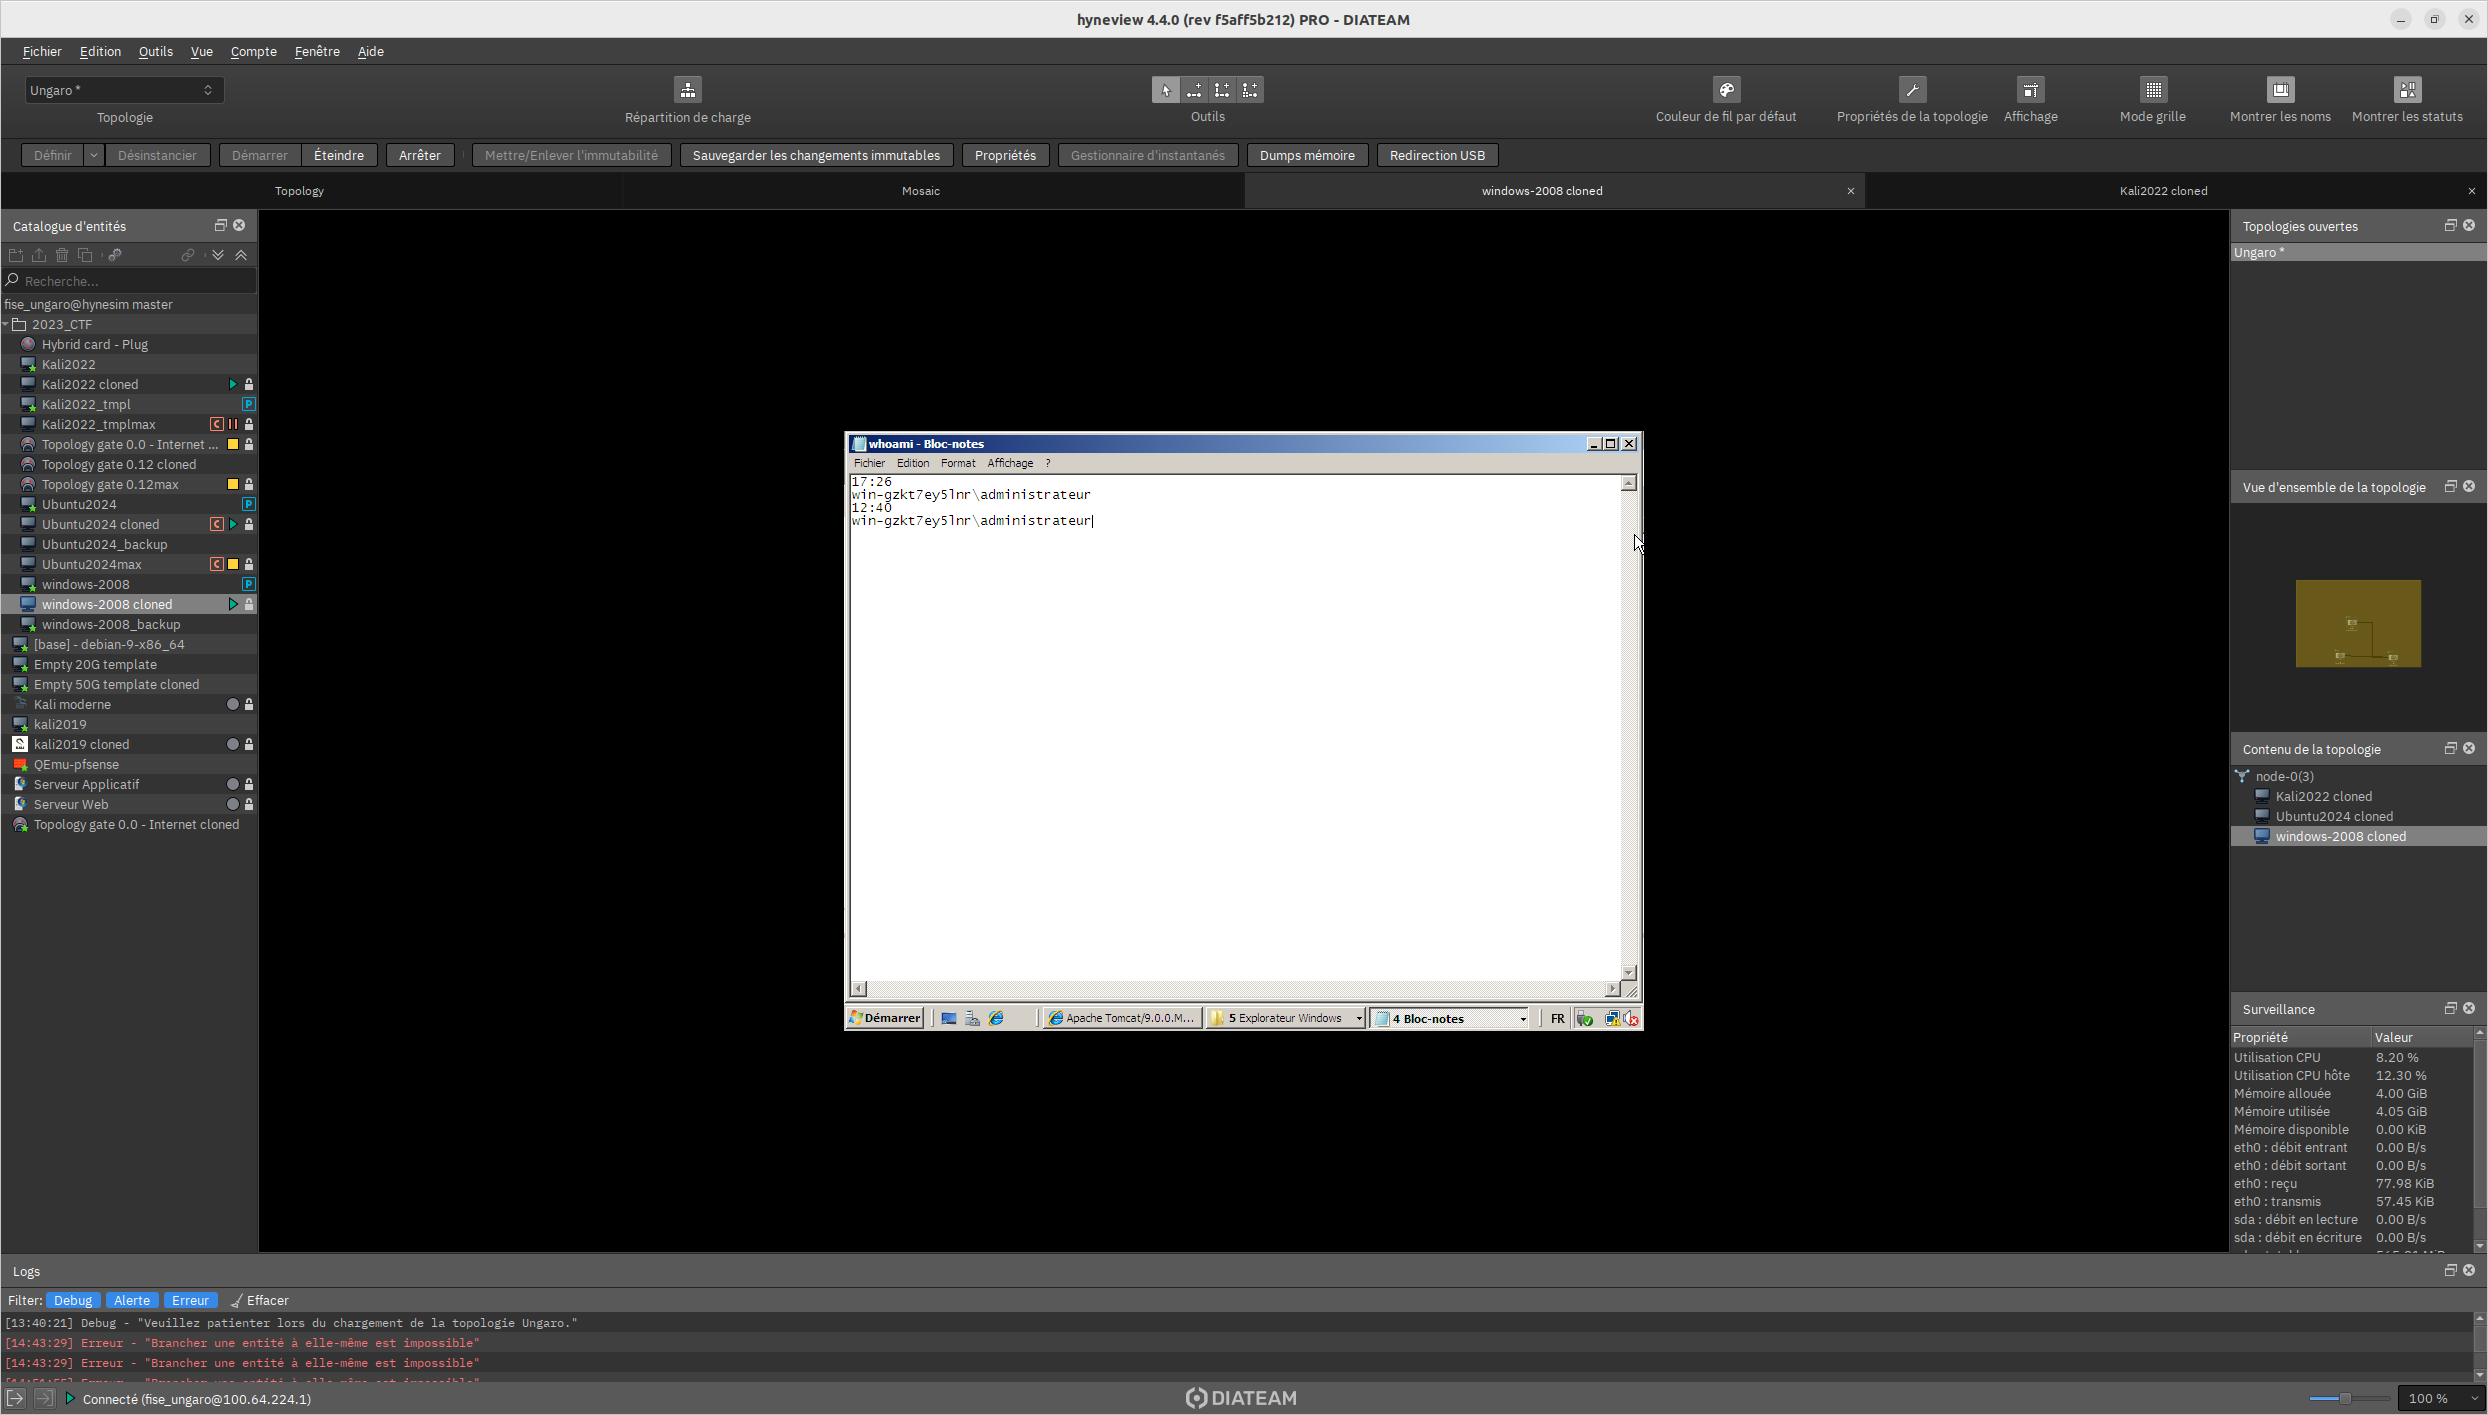 hyneview 4.4.0 (rev f5aff5b212) PRO - DIATEAM
Fichier Edition Outils Vue Compte Fenêtre Aide
Ungaro *
Topologie
Répartition de charge
Outils
Couleur de fil par défaut
Propriétés de la topologie
Affichage
Mode grille
Montrer les noms
Montrer les statuts
Définir Désinstancier Démarrer Éteindre Arrêter Mettre/Enlever l'immutabilité Sauvegarder les changements immutables Propriétés Gestionnaire d'instantanés Dumps mémoire Redirection USB
Topology Mosaic windows-2008 cloned Kali2022 cloned
Catalogue d'entités
Recherche...
fise_ungaro@hynesim master
2023_CTF
Hybrid card - Plug
Kali2022
Kali2022 cloned
Kali2022_tmpl P
Kali2022_tmplmax C
Topology gate 0.0 - Internet ...
Topology gate 0.12 cloned
Topology gate 0.12max
Ubuntu2024 P
Ubuntu2024 cloned C
Ubuntu2024_backup
Ubuntu2024max C
windows-2008 P
windows-2008 cloned
windows-2008_backup
[base] - debian-9-x86_64
Empty 20G template
Empty 50G template cloned
Kali moderne
kali2019
kali2019 cloned
QEmu-pfsense
Serveur Applicatif
Serveur Web
Topology gate 0.0 - Internet cloned
whoami - Bloc-notes
Fichier Edition Format Affichage ?
17:26
win-gzkt7ey5lnr\administrateur
12:40
win-gzkt7ey5lnr\administrateur
Démarrer Apache Tomcat/9.0.0.M... 5 Explorateur Windows 4 Bloc-notes FR
Topologies ouvertes
Ungaro *
Vue d'ensemble de la topologie
Contenu de la topologie
node-0(3)
Kali2022 cloned
Ubuntu2024 cloned
windows-2008 cloned
Surveillance
Propriété Valeur
Utilisation CPU 8.20 %
Utilisation CPU hôte 12.30 %
Mémoire allouée 4.00 GiB
Mémoire utilisée 4.05 GiB
Mémoire disponible 0.00 KiB
eth0 : débit entrant 0.00 B/s
eth0 : débit sortant 0.00 B/s
eth0 : reçu 77.98 KiB
eth0 : transmis 57.45 KiB
sda : débit en lecture 0.00 B/s
sda : débit en écriture 0.00 B/s
Logs
Filter: Debug Alerte Erreur Effacer
[13:40:21] Debug - "Veuillez patienter lors du chargement de la topologie Ungaro."
[14:43:29] Erreur - "Brancher une entité à elle-même est impossible"
[14:43:29] Erreur - "Brancher une entité à elle-même est impossible"
Connecté (fise_ungaro@100.64.224.1)
DIATEAM
100 %